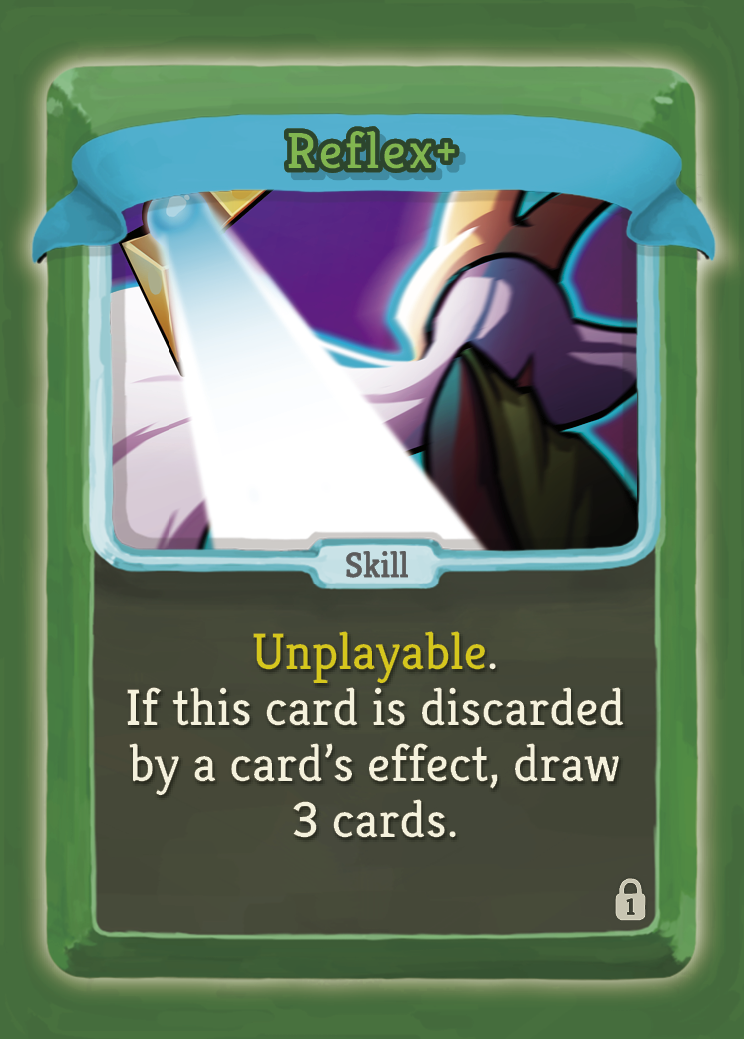 Reflex+
Skill
Unplayable.
If this card is discarded
by a card’s effect, draw
3 cards.
1